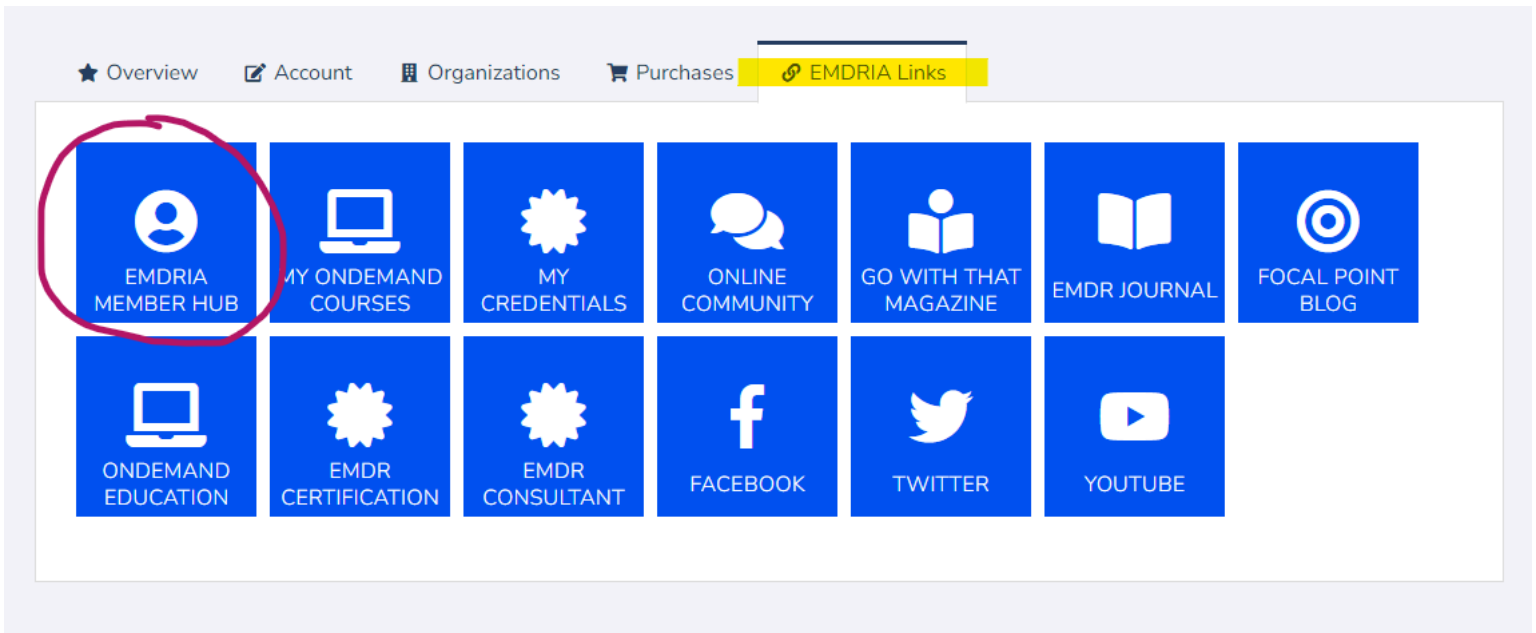 Overview Account Organizations Purchases EMDRIA Links
EMDRIA
MEMBER HUB
MY ONDEMAND
COURSES
MY
CREDENTIALS
ONLINE
COMMUNITY
GO WITH THAT
MAGAZINE
EMDR JOURNAL
FOCAL POINT
BLOG
ONDEMAND
EDUCATION
EMDR
CERTIFICATION
EMDR
CONSULTANT
FACEBOOK
TWITTER
YOUTUBE